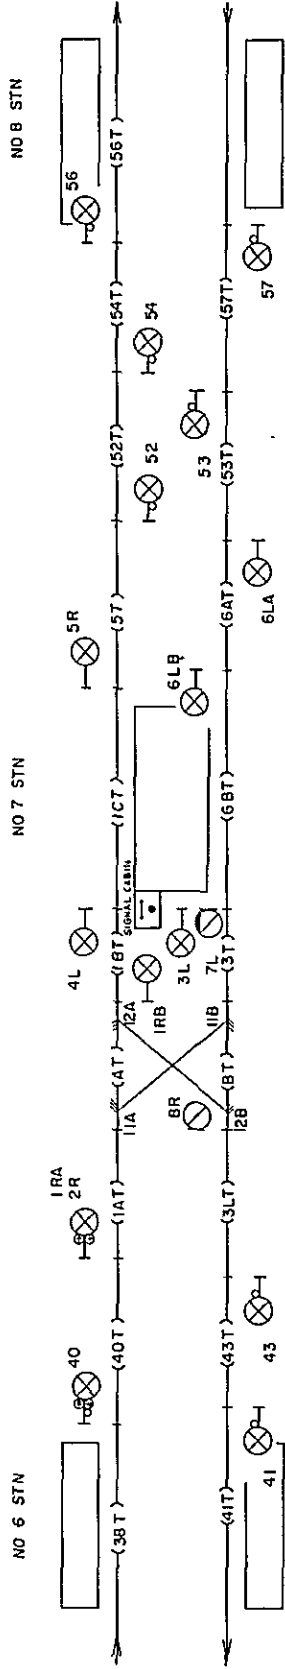 NO 6 STN
NO 7 STN
NO 8 STN
40
1RA
2R
4L
5R
56
(38T)
(40T)
(1AT)
11A
(AT)
12A
(1BT)
(1CT)
(5T)
(52T)
(54T)
(56T)
1RB
SIGNAL CABIN
52
54
8R
3L
7L
6LB
53
12B
11B
(41T)
(43T)
(3LT)
(BT)
(3T)
(6BT)
(6AT)
(53T)
(57T)
41
43
6LA
57